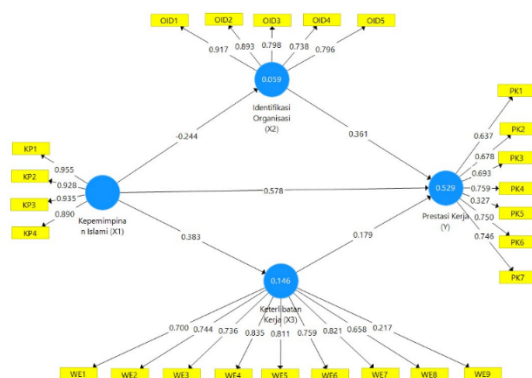 OID1 OID2 OID3 OID4 OID5
0.917 0.893 0.798 0.738 0.796
0.059
Identifikasi
Organisasi
(X2)
PK1
PK2
PK3
PK4
PK5
PK6
PK7
0.637
0.678
0.693
0.759
0.327
0.750
0.746
-0.244
0.361
KP1
KP2
KP3
KP4
0.955
0.928
0.935
0.890
Kepemimpina
n Islami (X1)
0.578
0.529
Prestasi Kerja
(Y)
0.383
0.179
0.146
Keterlibatan
Kerja (X3)
0.700 0.744 0.736 0.835 0.811 0.759 0.821 0.658 0.217
WE1 WE2 WE3 WE4 WE5 WE6 WE7 WE8 WE9